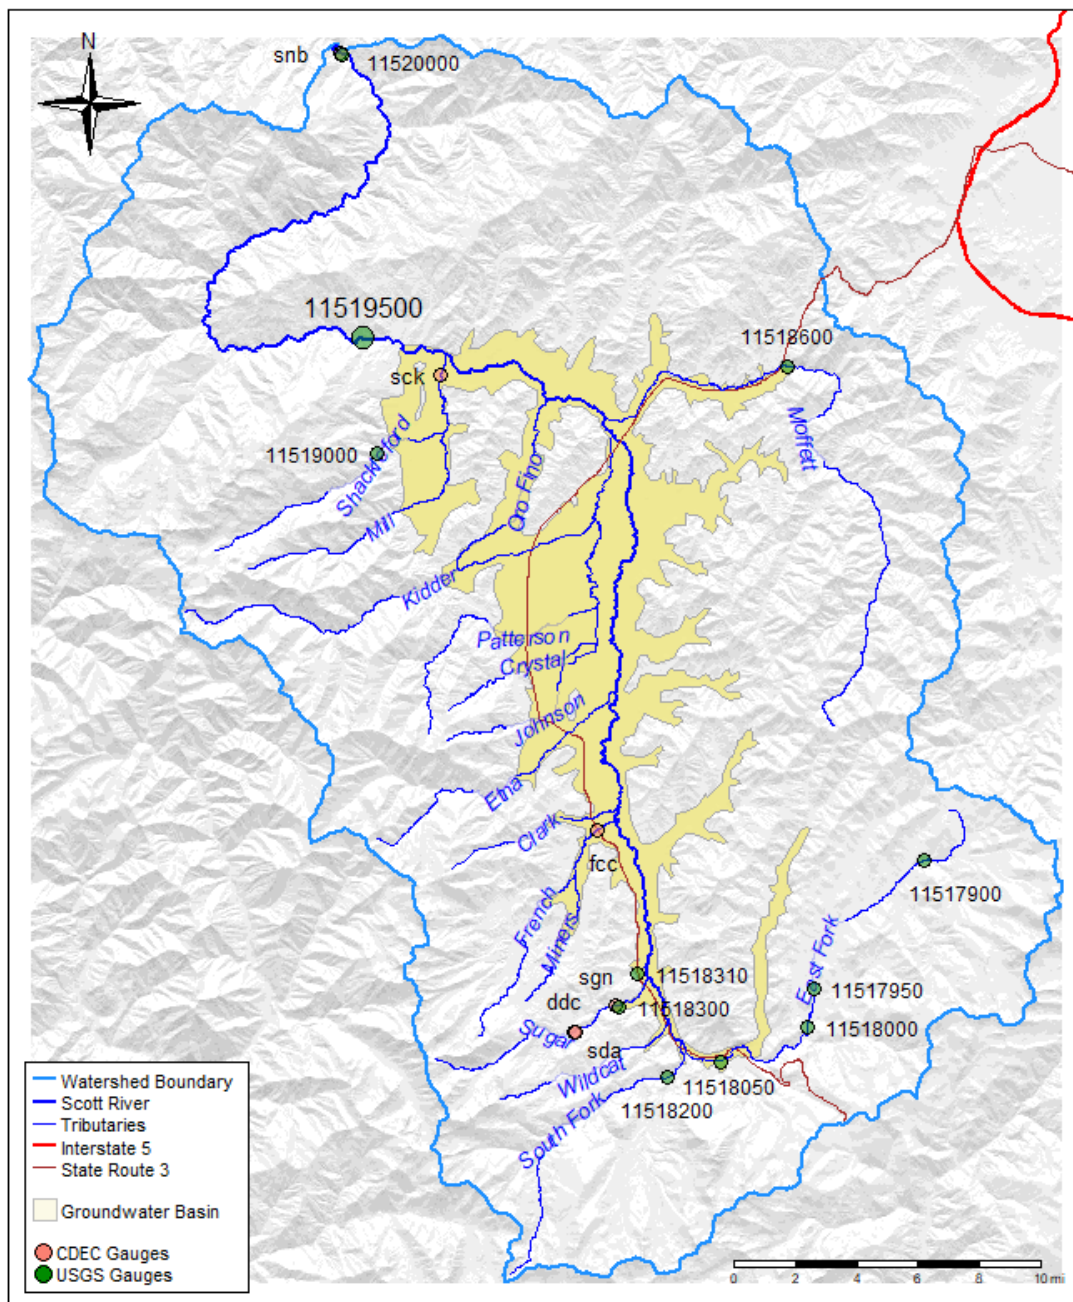 N
snb
11520000
11519500
11518600
sck
11519000
Shackleford
Mill
Oro Fino
Moffett
Kidder
Patterson
Crystal
Johnson
Etna
Clark
fcc
French
Miners
11517900
East Fork
sgn
11518310
11517950
ddc
11518300
11518000
Sugar
sda
Wildcat
11518050
11518200
South Fork
Watershed Boundary
Scott River
Tributaries
Interstate 5
State Route 3
Groundwater Basin
CDEC Gauges
USGS Gauges
0 2 4 6 8 10 mi